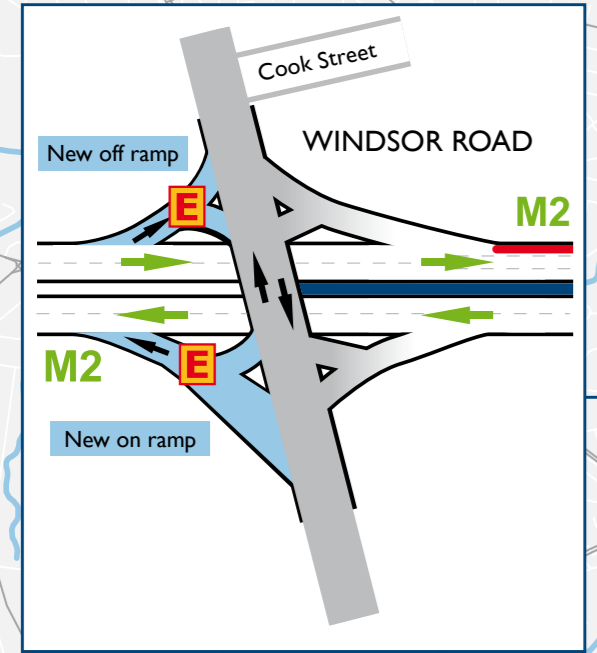 Cook Street
New off ramp
WINDSOR ROAD
E
M2
E
M2
New on ramp